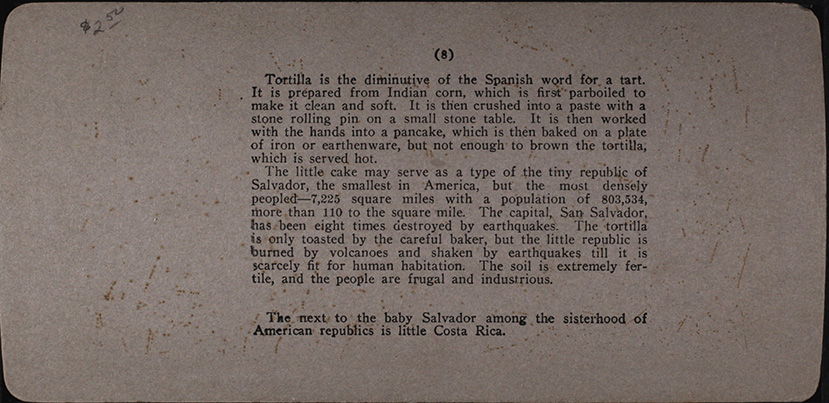 $2.50
(8)
Tortilla is the diminutive of the Spanish word for a tart.
It is prepared from Indian corn, which is first parboiled to
make it clean and soft. It is then crushed into a paste with a
stone rolling pin on a small stone table. It is then worked
with the hands into a pancake, which is then baked on a plate
of iron or earthenware, but not enough to brown the tortilla,
which is served hot.
The little cake may serve as a type of the tiny republic of
Salvador, the smallest in America, but the most densely
peopled—7,225 square miles with a population of 803,534,
more than 110 to the square mile. The capital, San Salvador,
has been eight times destroyed by earthquakes. The tortilla
is only toasted by the careful baker, but the little republic is
burned by volcanoes and shaken by earthquakes till it is
scarcely fit for human habitation. The soil is extremely fer-
tile, and the people are frugal and industrious.
The next to the baby Salvador among the sisterhood of
American republics is little Costa Rica.